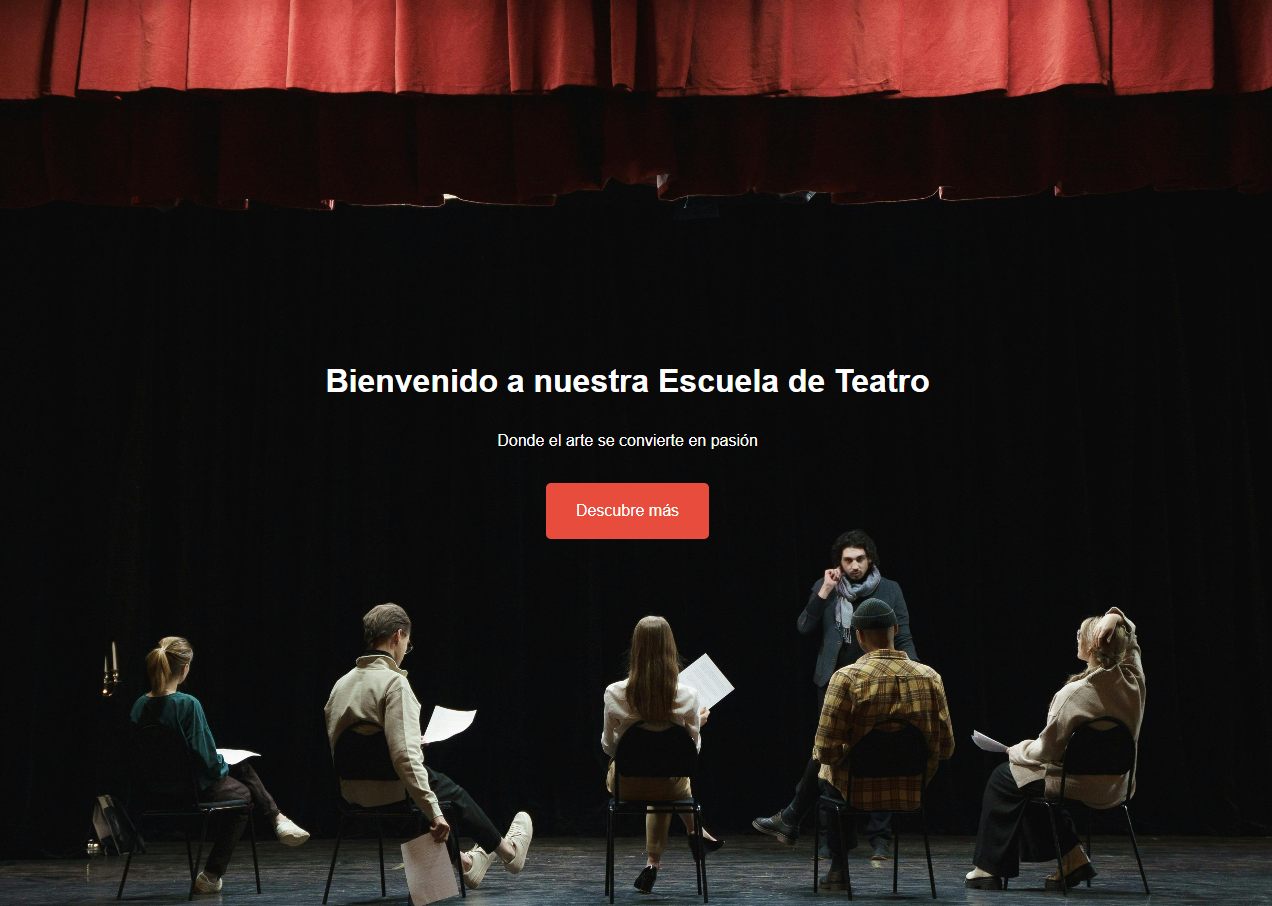 Bienvenido a nuestra Escuela de Teatro
Donde el arte se convierte en pasión
Descubre más